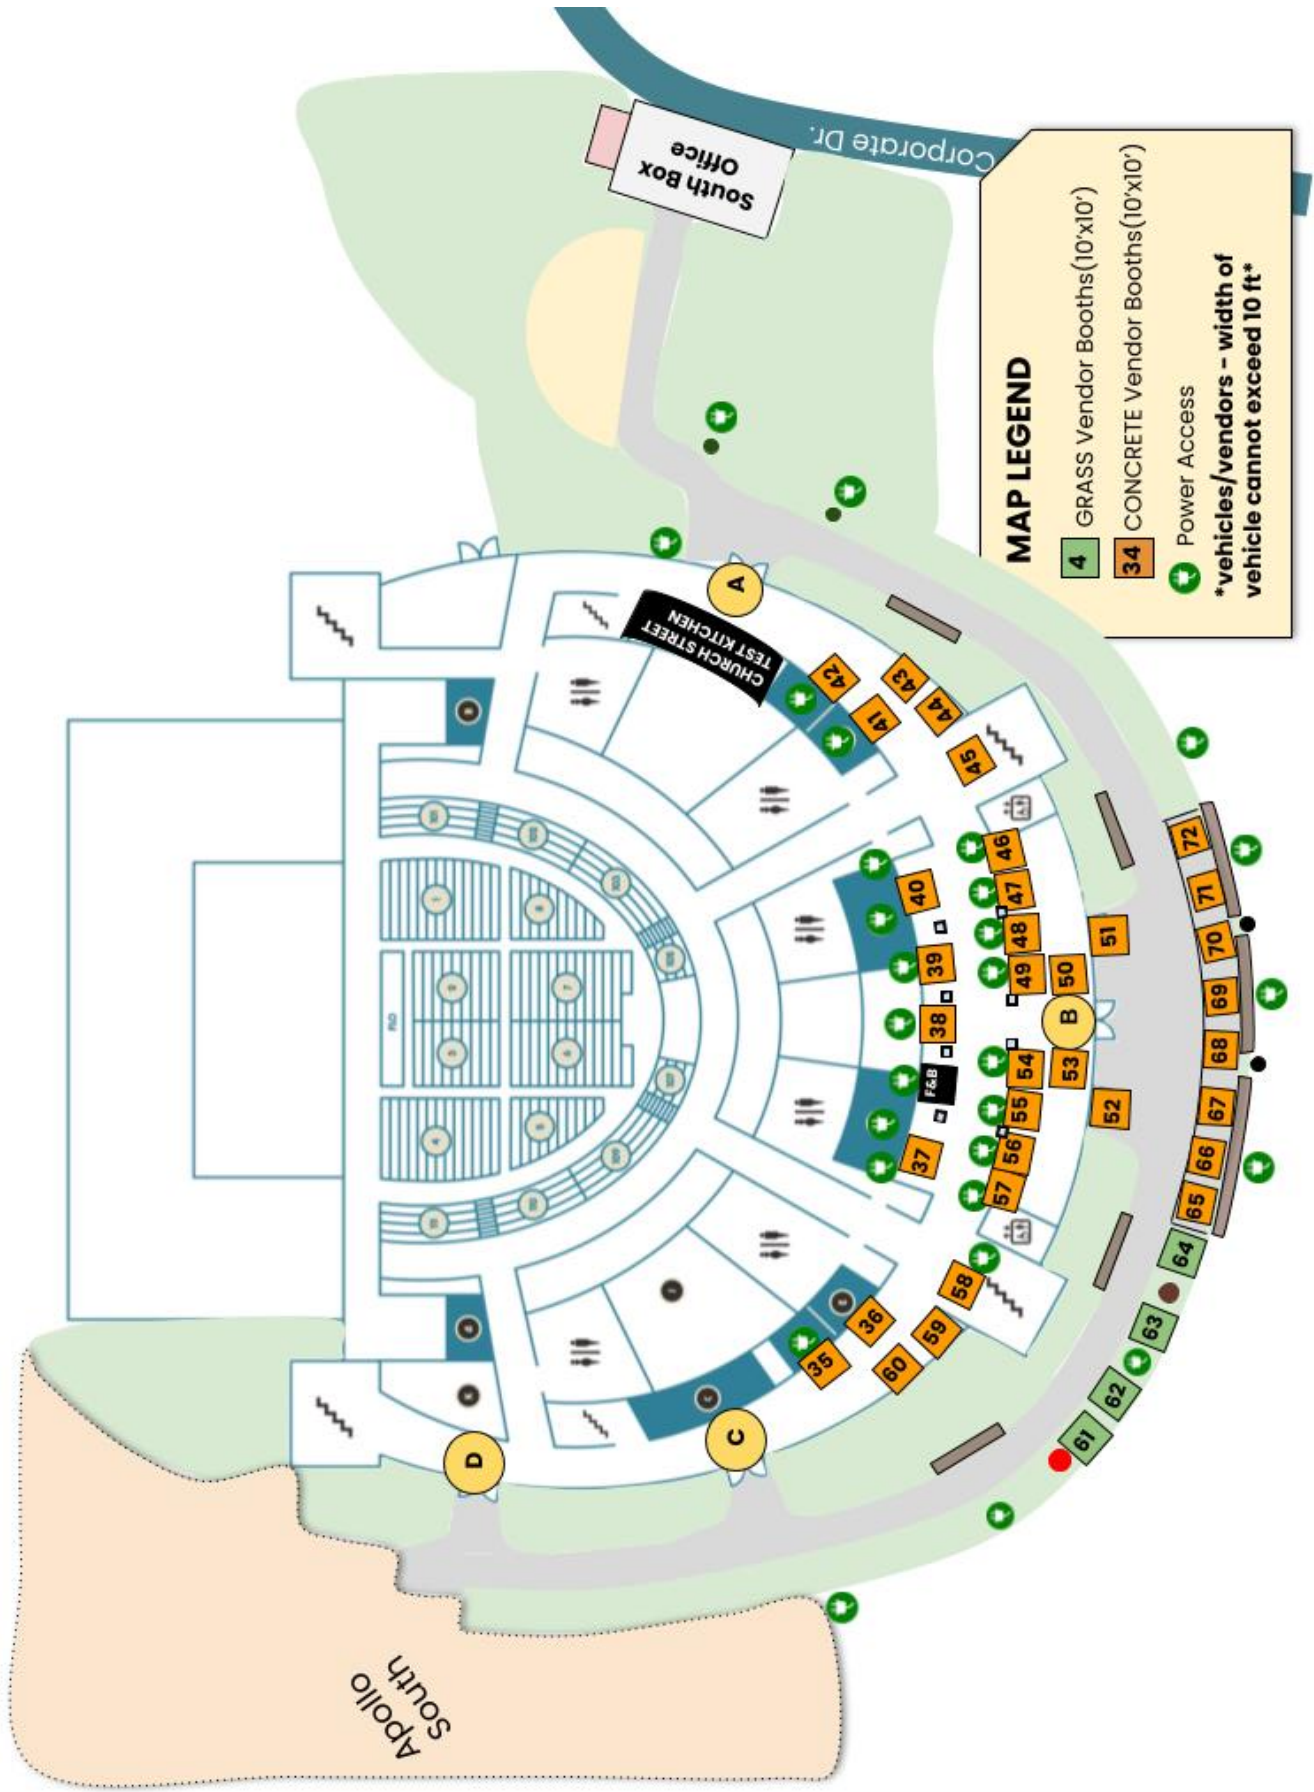 Corporate Dr.
South Box
Office
MAP LEGEND
4 GRASS Vendor Booths(10'x10')
34 CONCRETE Vendor Booths(10'x10')
Power Access
*vehicles/vendors - width of
vehicle cannot exceed 10 ft*
A
CHURCH STREET
TEST KITCHEN
42
41
43
44
45
46
47
48
49
50
51
40
39
38
F&B
37
B
54
53
52
55
56
57
58
59
60
36
35
72
71
70
69
68
67
66
65
64
63
62
61
C
D
Apollo
South